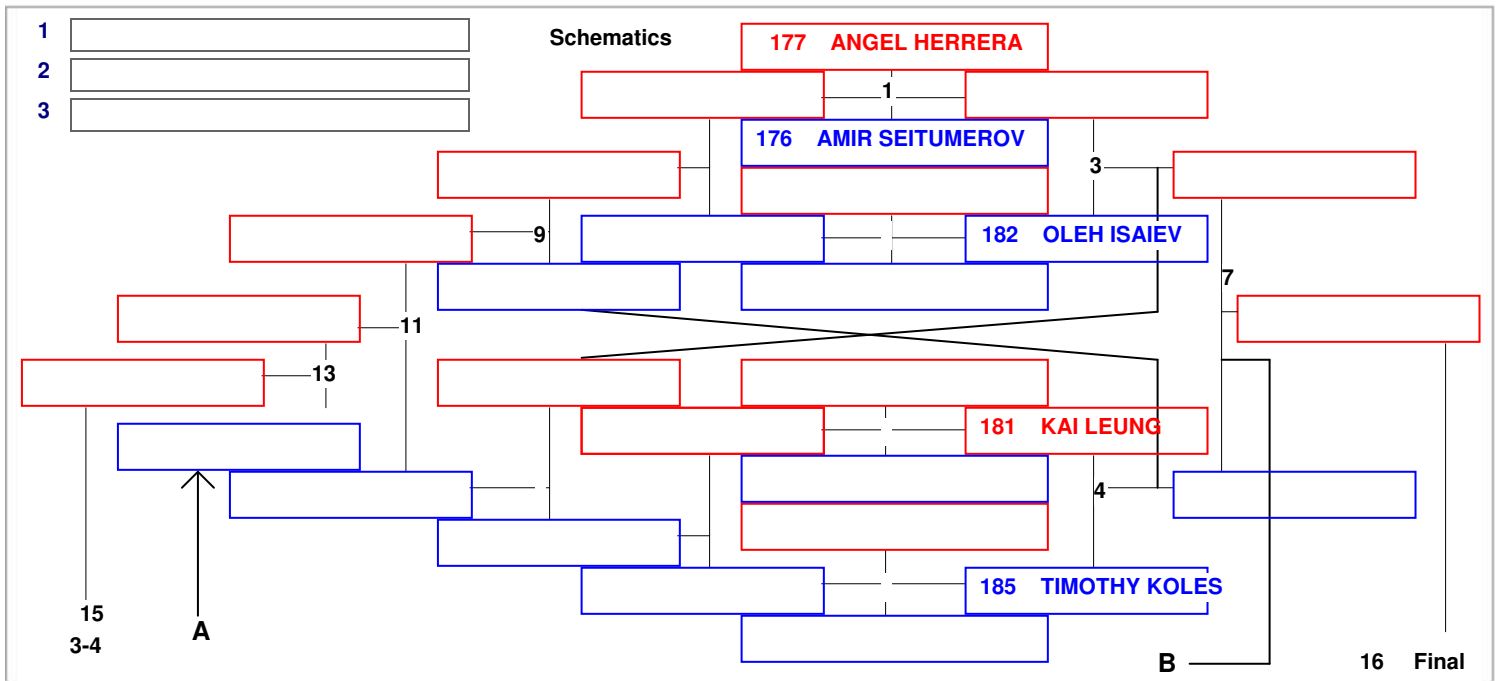 1
Schematics
177 ANGEL HERRERA
2
1
3
176 AMIR SEITUMEROV
3
9
182 OLEH ISAIEV
7
11
13
181 KAI LEUNG
4
185 TIMOTHY KOLES
15
A
3-4
B
16 Final